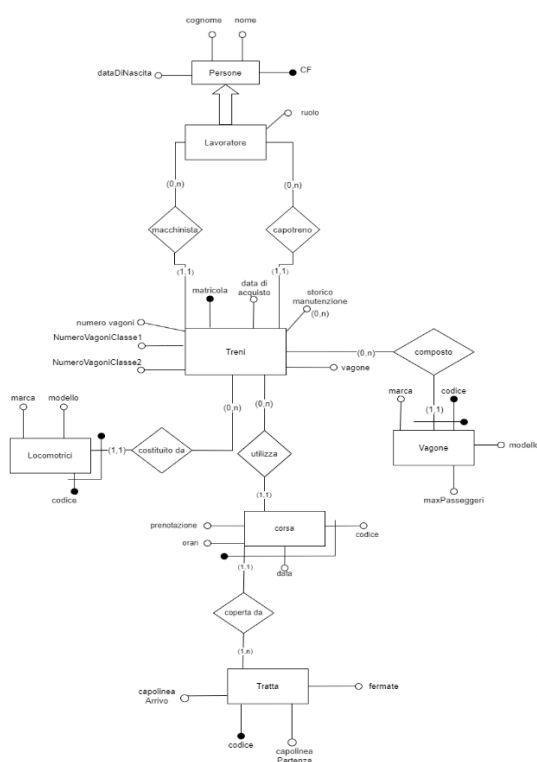 cognome nome
dataDiNascita Persone CF
ruolo
Lavoratore
(0,n) (0,n)
macchinista capotreno
(1,1) (1,1)
matricola data di acquisto storico manutenzione (0,n)
numero vagoni
NumeroVagoniClasse1 Treni
NumeroVagoniClasse2 vagone
(0,n) composto
marca codice
(1,1)
Vagone modello
maxPasseggeri
(0,n) (0,n)
marca modello
Locomotrici (1,1) costituito da utilizza
codice
(1,1)
prenotazione corsa codice
orari
data
(1,1)
coperta da
(1,n)
capolinea Arrivo Tratta fermate
codice capolinea Partenza